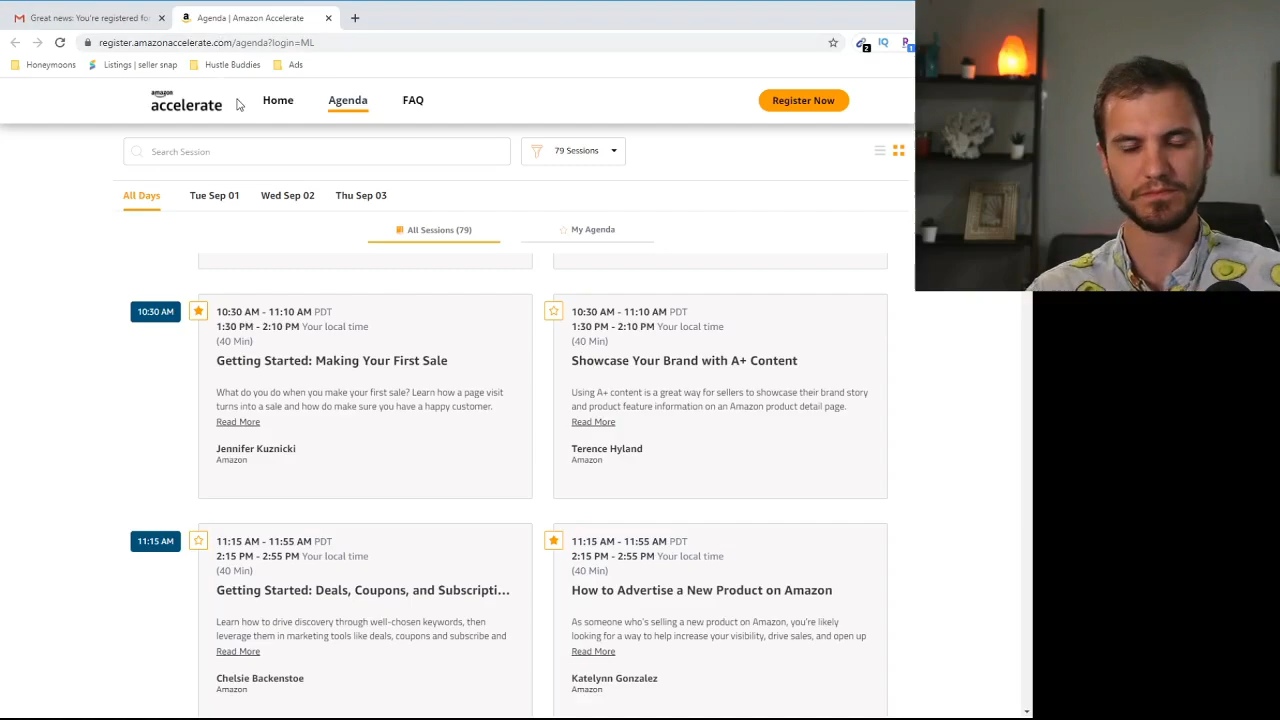 Great news: You're registered fo
Agenda | Amazon Accelerate
register.amazonaccelerate.com/agenda?login=ML
2
IQ
1
Honeymoons
Listings | seller snap
Hustle Buddies
Ads
amazon
accelerate
Home
Agenda
FAQ
Register Now
Search Session
79 Sessions
All Days
Tue Sep 01
Wed Sep 02
Thu Sep 03
All Sessions (79)
My Agenda
10:30 AM
10:30 AM - 11:10 AM PDT
1:30 PM - 2:10 PM Your local time
(40 Min)
Getting Started: Making Your First Sale
What do you do when you make your first sale? Learn how a page visit
turns into a sale and how do make sure you have a happy customer.
Read More
Jennifer Kuznicki
Amazon
10:30 AM - 11:10 AM PDT
1:30 PM - 2:10 PM Your local time
(40 Min)
Showcase Your Brand with A+ Content
Using A+ content is a great way for sellers to showcase their brand story
and product feature information on an Amazon product detail page.
Read More
Terence Hyland
Amazon
11:15 AM
11:15 AM - 11:55 AM PDT
2:15 PM - 2:55 PM Your local time
(40 Min)
Getting Started: Deals, Coupons, and Subscripti...
Learn how to drive discovery through well-chosen keywords, then
leverage them in marketing tools like deals, coupons and subscribe and
Read More
Chelsie Backenstoe
Amazon
11:15 AM - 11:55 AM PDT
2:15 PM - 2:55 PM Your local time
(40 Min)
How to Advertise a New Product on Amazon
As someone who's selling a new product on Amazon, you're likely
looking for a way to help increase your visibility, drive sales, and open up
Read More
Katelynn Gonzalez
Amazon